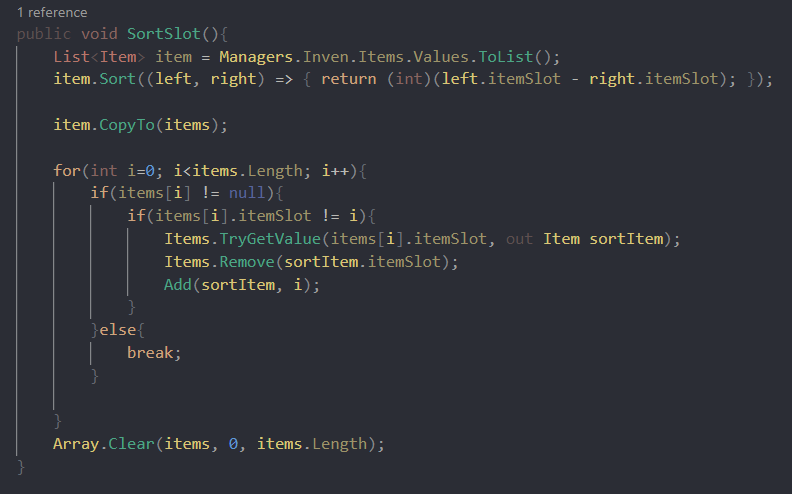 1 reference
public void SortSlot(){
List<Item> item = Managers.Inven.Items.Values.ToList();
item.Sort((left, right) => { return (int)(left.itemSlot - right.itemSlot); });
item.CopyTo(items);
for(int i=0; i<items.Length; i++){
if(items[i] != null){
if(items[i].itemSlot != i){
Items.TryGetValue(items[i].itemSlot, out Item sortItem);
Items.Remove(sortItem.itemSlot);
Add(sortItem, i);
}
}else{
break;
}
}
Array.Clear(items, 0, items.Length);
}